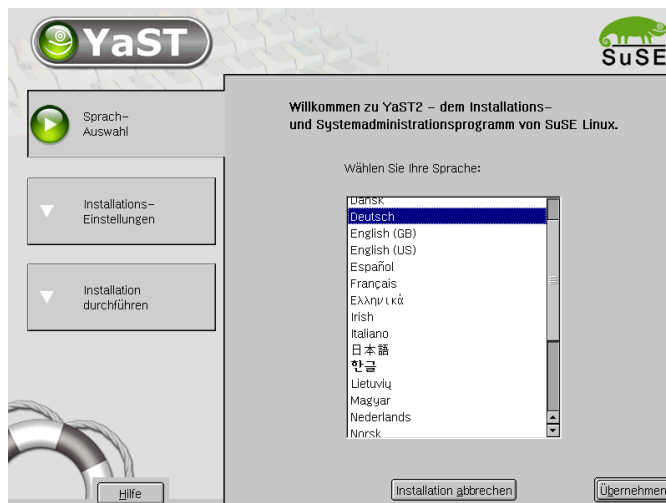 YaST
SuSE
Sprach-
Auswahl
Installations-
Einstellungen
Installation
durchführen
Hilfe
Willkommen zu YaST2 – dem Installations-
und Systemadministrationsprogramm von SuSE Linux.
Wählen Sie Ihre Sprache:
Dansk
Deutsch
English (GB)
English (US)
Español
Français
Ελληνικά
Irish
Italiano
日本語
한글
Lietuvių
Magyar
Nederlands
Norsk
Installation abbrechen
Übernehmen